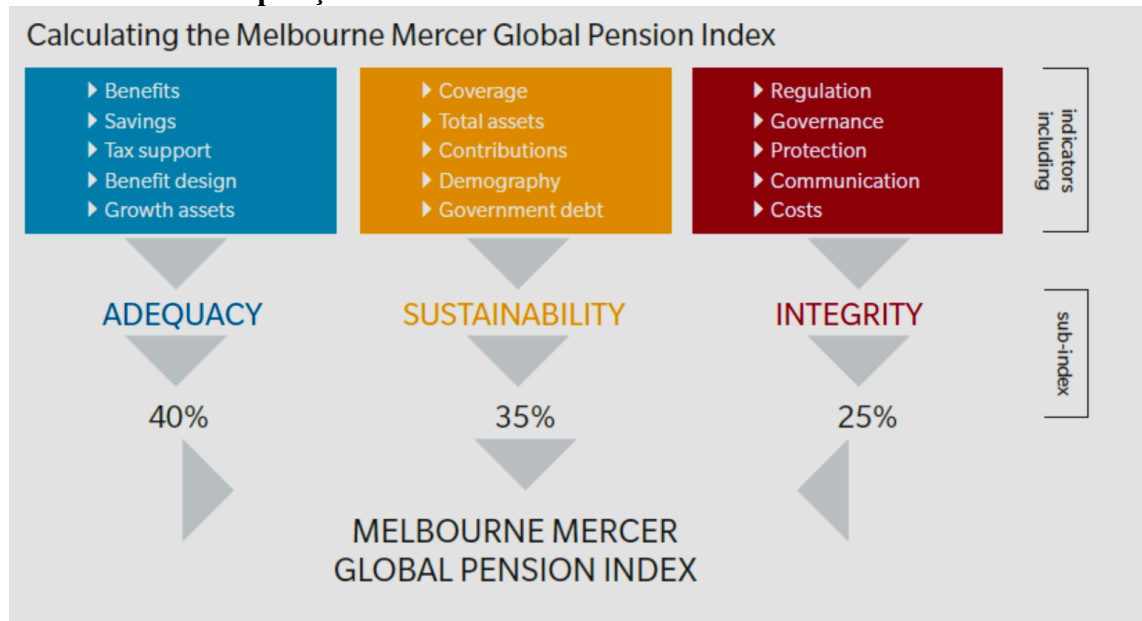 Calculating the Melbourne Mercer Global Pension Index
Benefits
Savings
Tax support
Benefit design
Growth assets
Coverage
Total assets
Contributions
Demography
Government debt
Regulation
Governance
Protection
Communication
Costs
indicators
including
ADEQUACY
SUSTAINABILITY
INTEGRITY
sub-index
40%
35%
25%
MELBOURNE MERCER
GLOBAL PENSION INDEX